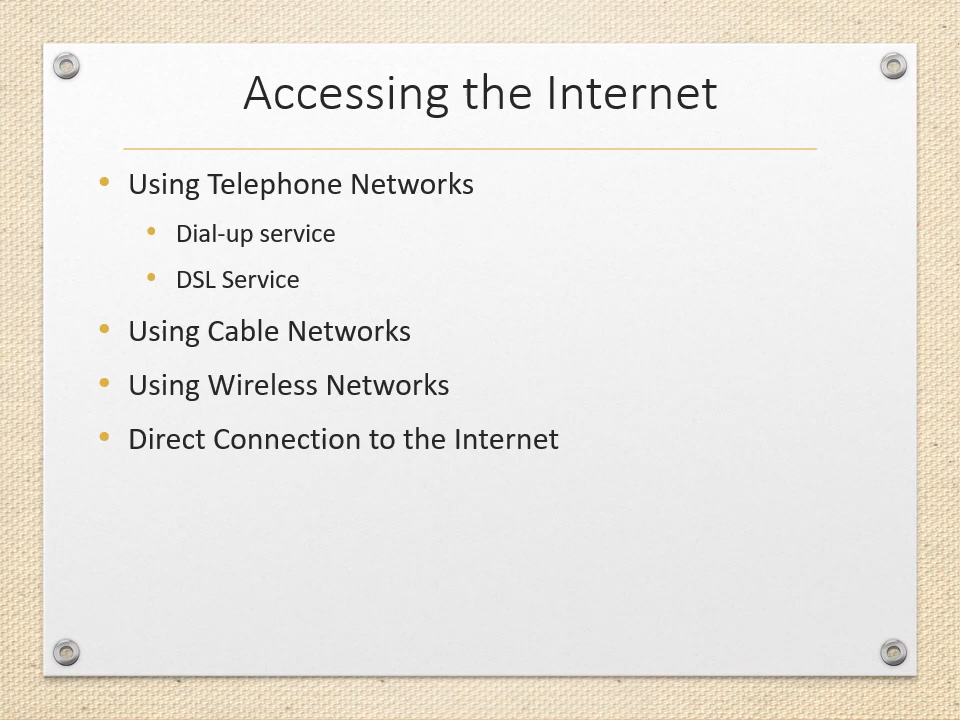 Accessing the Internet
• Using Telephone Networks
• Dial-up service
• DSL Service
• Using Cable Networks
• Using Wireless Networks
• Direct Connection to the Internet